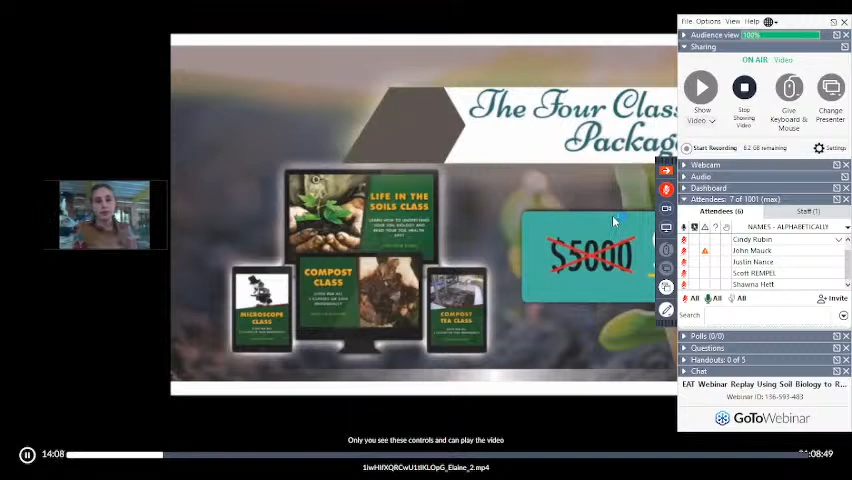 File Options View Help
Audience view 100%
Sharing
ON AIR Video
Show
Video
Stop
Showing
Video
Give
Keyboard &
Mouse
Change
Presenter
Start Recording 8.2 GB remaining Settings
Webcam
Audio
Dashboard
Attendees: 7 of 1001 (max)
Attendees (6) Staff (1)
NAMES - ALPHABETICALLY
Cindy Rubin
John Mauck
Justin Nance
Scott REMPEL
Shawna Hett
All All All Invite
Search
Polls (0/0)
Questions
Handouts: 0 of 5
Chat
EAT Webinar Replay Using Soil Biology to R...
Webinar ID: 136-593-483
GoToWebinar
The Four Clas
Packag
LIFE IN THE
SOILS CLASS
COMPOST
CLASS
MICROSCOPE
CLASS
COMPOST
TEA CLASS
$5000
Only you see these controls and can play the video
14:08
:08:49